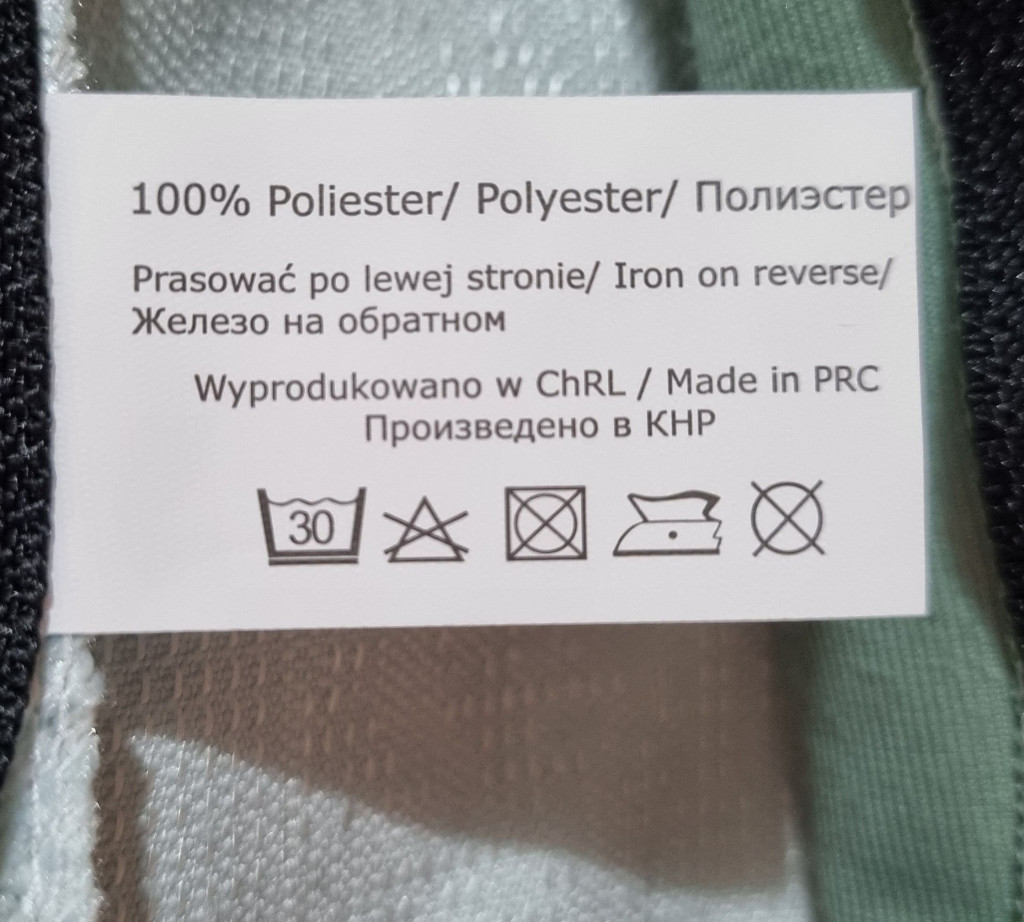 100% Poliester/ Polyester/ Полиэстер
Prasować po lewej stronie/ Iron on reverse/
Железо на обратном
Wyprodukowano w ChRL / Made in PRC
Произведено в КНР
30